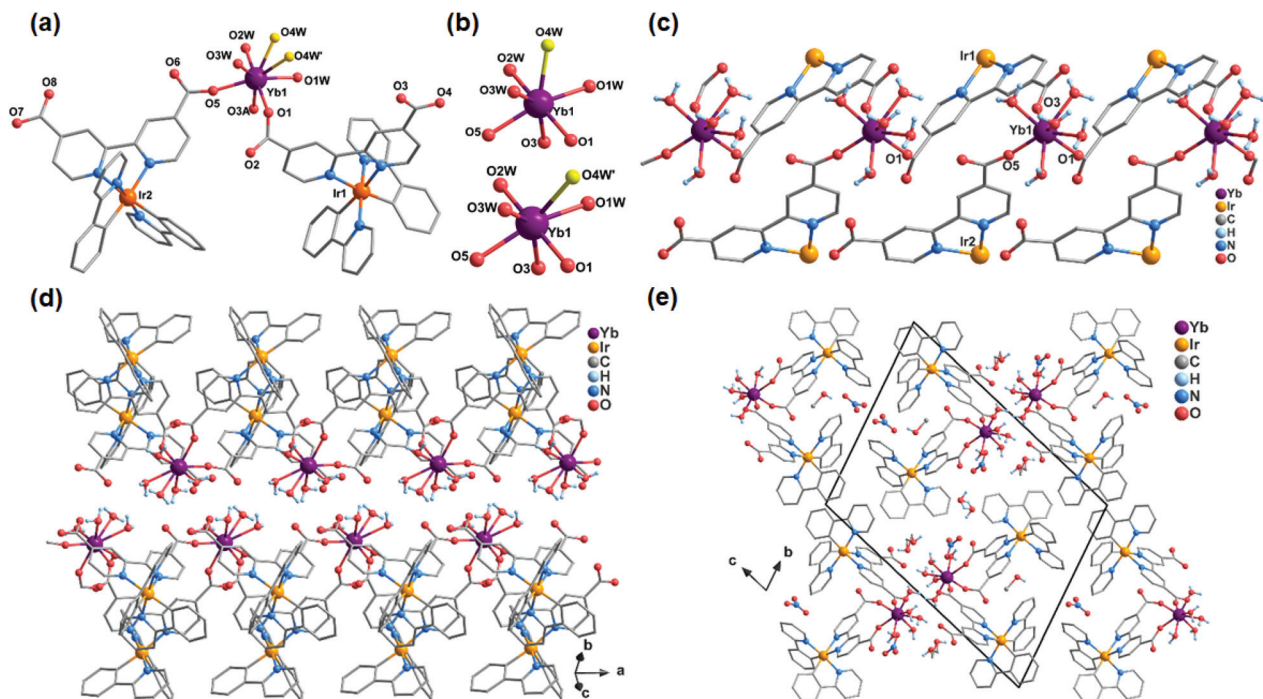 (a)
O4W
O2W
O4W'
O3W
O1W
O8
O6
Yb1
O7
O5
O3A
O1
O3
O4
O2
Ir2
Ir1
(b)
O4W
O2W
O3W
O1W
Yb1
O5
O3
O1
O4W'
O2W
O3W
O1W
Yb1
O5
O3
O1
(c)
Ir1
O3
Yb1
O5
O1
Ir2
Yb
Ir
C
H
N
O
(d)
Yb
Ir
C
H
N
O
b
a
c
(e)
Yb
Ir
C
H
N
O
c
b